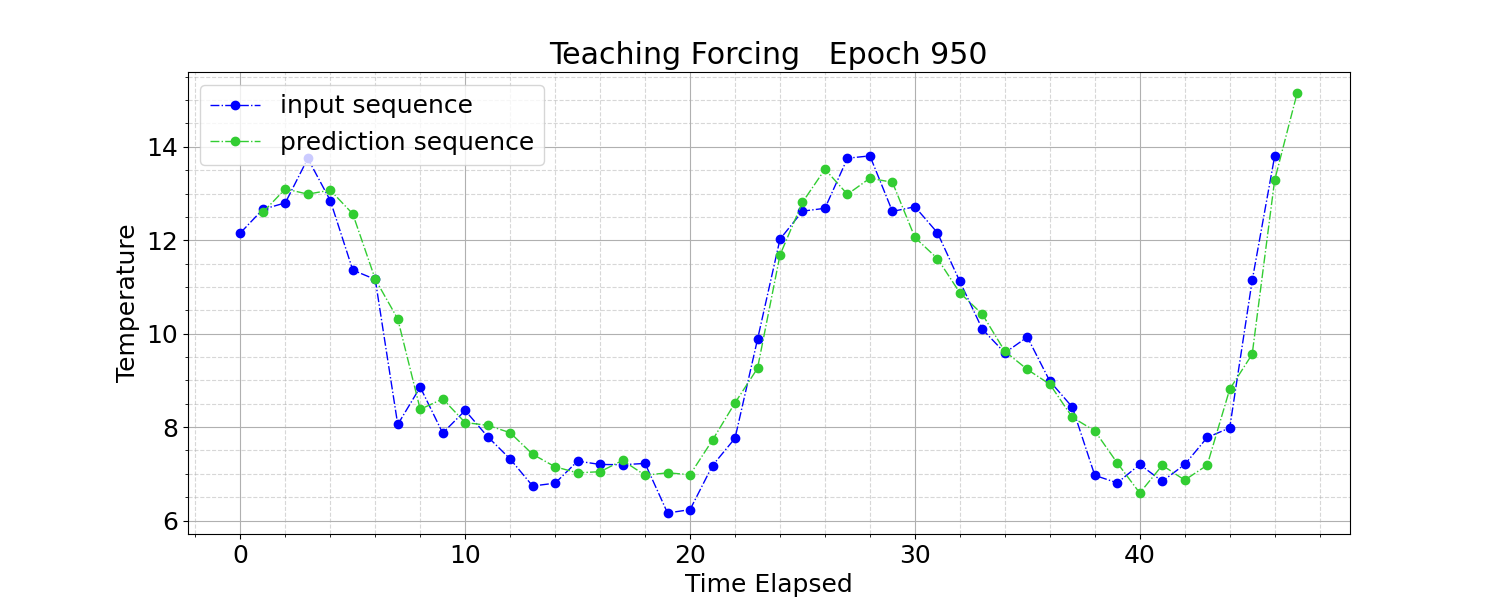 Teaching Forcing   Epoch 950
input sequence
prediction sequence
Temperature
14
12
10
8
6
0 10 20 30 40
Time Elapsed